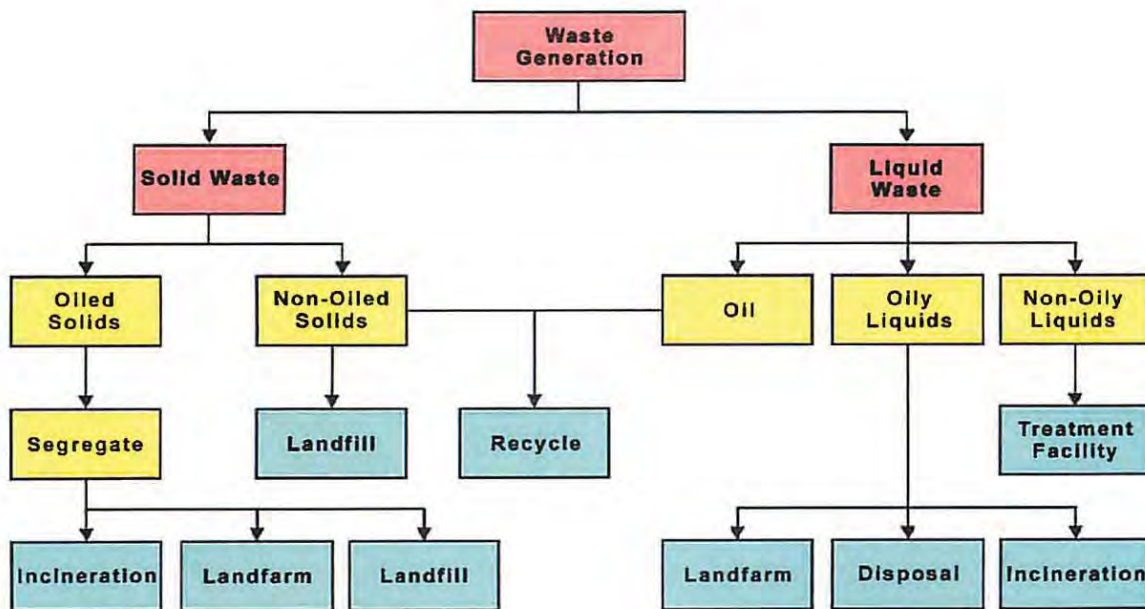 Waste
Generation
Solid Waste
Liquid
Waste
Oiled
Solids
Non-Oiled
Solids
Oil
Oily
Liquids
Non-Oily
Liquids
Segregate
Landfill
Recycle
Treatment
Facility
Incineration
Landfarm
Landfill
Landfarm
Disposal
Incineration